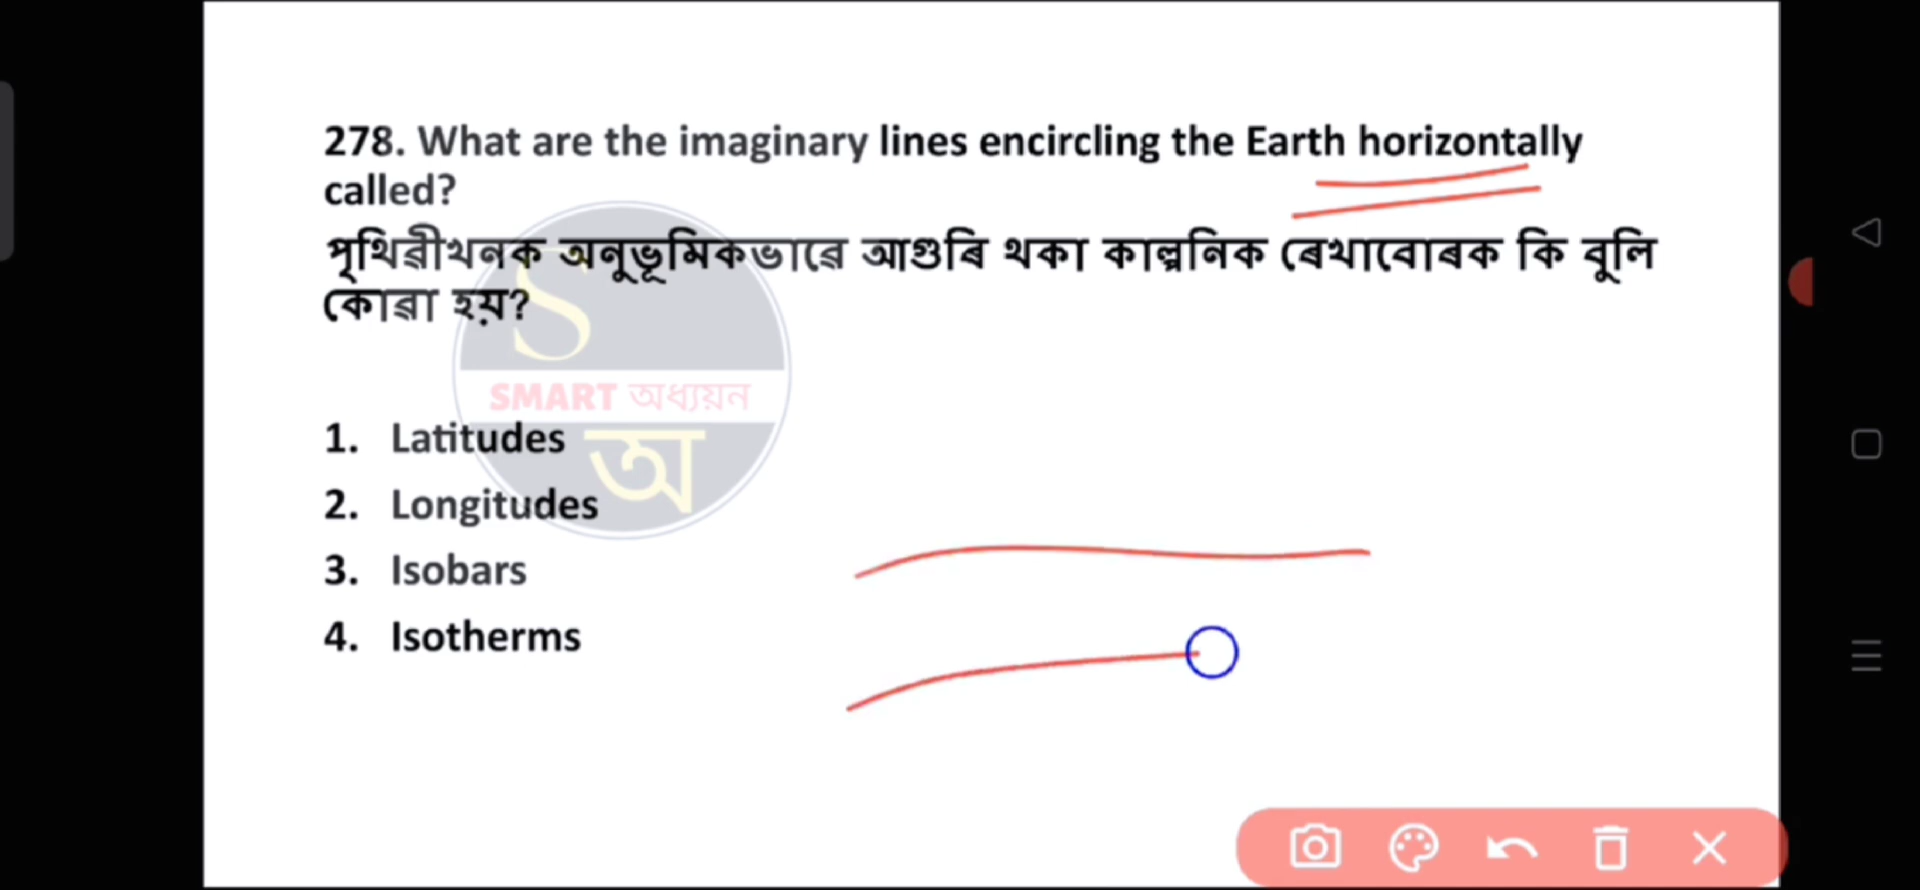 278. What are the imaginary lines encircling the Earth horizontally
called?
পৃথিৱীখনক অনুভূমিকভাৱে আগুৰি থকা কাল্পনিক ৰেখাবোৰক কি বুলি
কোৱা হয়?
S
SMART অধ্যয়ন
অ
1. Latitudes
2. Longitudes
3. Isobars
4. Isotherms